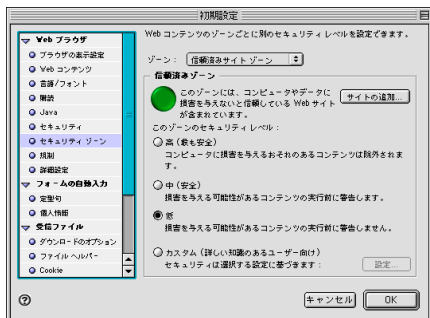 初期設定
Web ブラウザ
ブラウザの表示設定
Web コンテンツ
言語/フォント
購読
Java
セキュリティ
セキュリティ ゾーン
規制
詳細設定
フォームの自動入力
定型句
個人情報
受信ファイル
ダウンロードのオプション
ファイル ヘルパー
Cookie
Web コンテンツのゾーンごとに別のセキュリティ レベルを設定できます。
ゾーン： 信頼済みサイト ゾーン
信頼済みゾーン
このゾーンには、コンピュータやデータに
損害を与えないと信頼している Web サイト
が含まれています。
サイトの追加...
このゾーンのセキュリティ レベル：
高（最も安全）
コンピュータに損害を与えるおそれのあるコンテンツは除外されま
す。
中（安全）
損害を与える可能性があるコンテンツの実行前に警告します。
低
損害を与える可能性があるコンテンツの実行前に警告しません。
カスタム（詳しい知識のあるユーザー向け）
セキュリティは選択する設定に基づきます：
設定...
キャンセル
OK